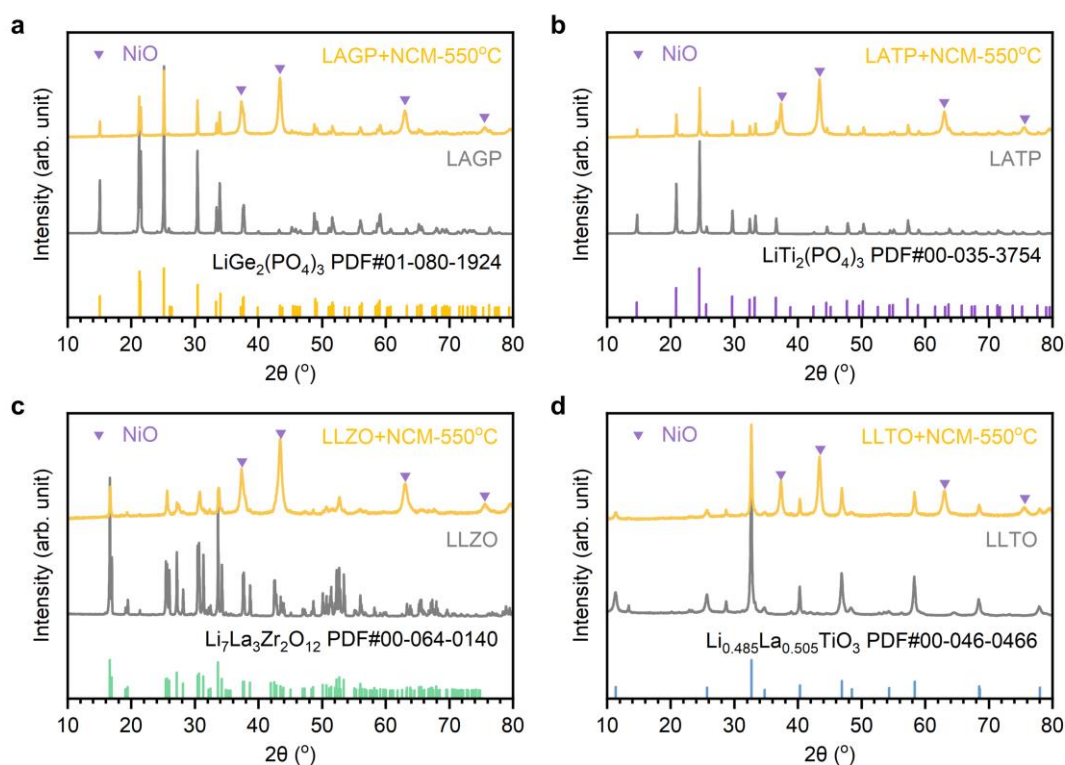 a
NiO
LAGP+NCM-550°C
LAGP
LiGe₂(PO₄)₃ PDF#01-080-1924
Intensity (arb. unit)
10 20 30 40 50 60 70 80
2θ (°)
b
NiO
LATP+NCM-550°C
LATP
LiTi₂(PO₄)₃ PDF#00-035-3754
Intensity (arb. unit)
10 20 30 40 50 60 70 80
2θ (°)
c
NiO
LLZO+NCM-550°C
LLZO
Li₇La₃Zr₂O₁₂ PDF#00-064-0140
Intensity (arb. unit)
10 20 30 40 50 60 70 80
2θ (°)
d
NiO
LLTO+NCM-550°C
LLTO
Li₀.₄₈₅La₀.₅₀₅TiO₃ PDF#00-046-0466
Intensity (arb. unit)
10 20 30 40 50 60 70 80
2θ (°)